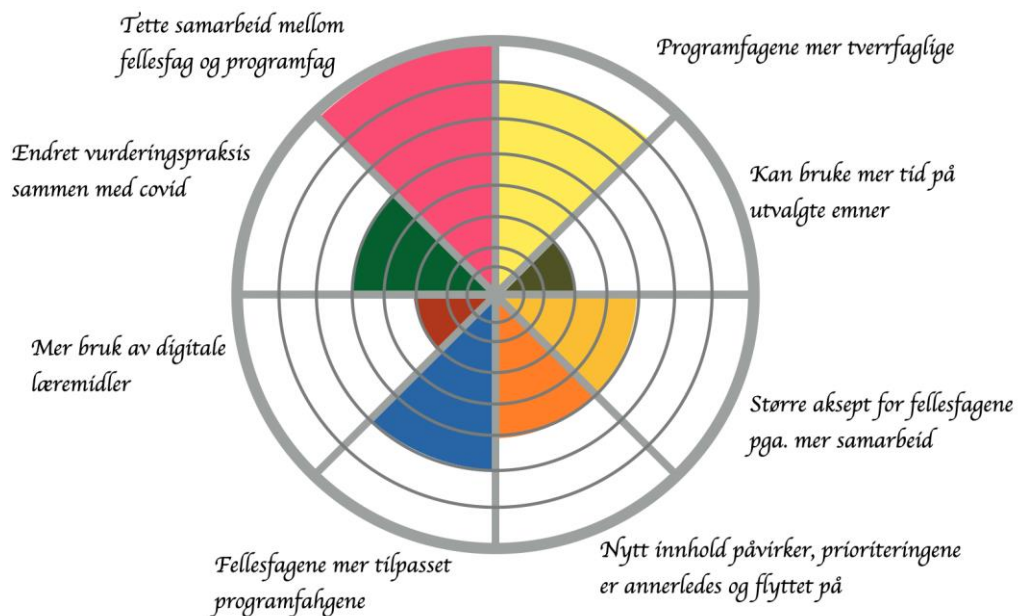 Tette samarbeid mellom
fellesfag og programfag
Programfagene mer tverrfaglige
Endret vurderingspraksis
sammen med covid
Kan bruke mer tid på
utvalgte emner
Mer bruk av digitale
læremidler
Større aksept for fellesfagene
pga. mer samarbeid
Fellesfagene mer tilpasset
programfahgene
Nytt innhold påvirker, prioriteringene
er annerledes og flyttet på